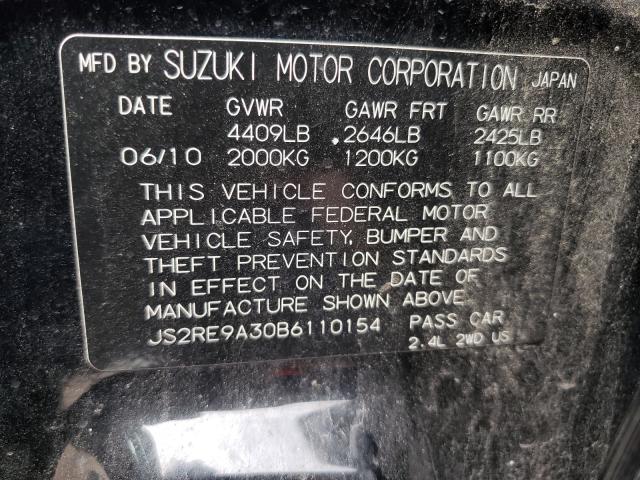 MFD BY SUZUKI MOTOR CORPORATION JAPAN
DATE GVWR GAWR FRT GAWR RR
4409LB 2646LB 2425LB
06/10 2000KG 1200KG 1100KG
THIS VEHICLE CONFORMS TO ALL
APPLICABLE FEDERAL MOTOR
VEHICLE SAFETY, BUMPER AND
THEFT PREVENTION STANDARDS
IN EFFECT ON THE DATE OF
MANUFACTURE SHOWN ABOVE.
JS2RE9A30B6110154 PASS CAR
2.4L 2WD US